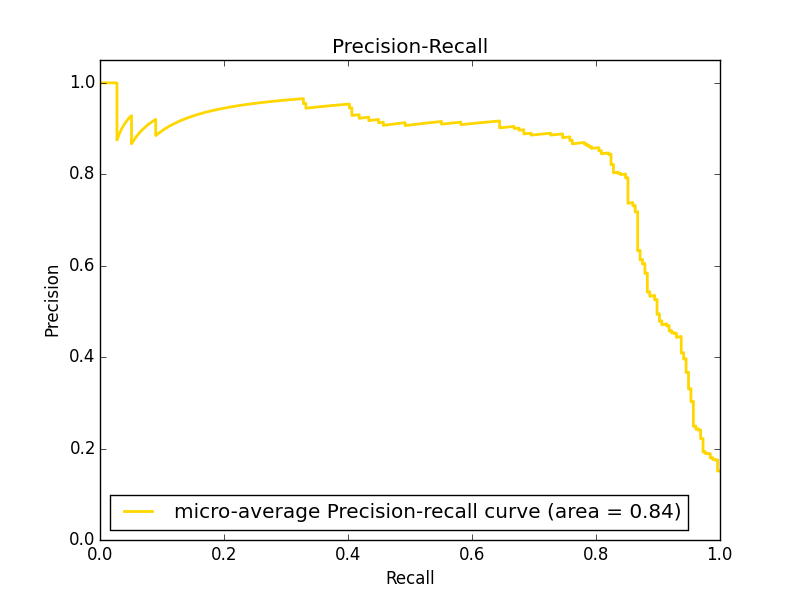 Precision-Recall
1.0
0.8
0.6
0.4
0.2
0.0
Precision
micro-average Precision-recall curve (area = 0.84)
0.0 0.2 0.4 0.6 0.8 1.0
Recall